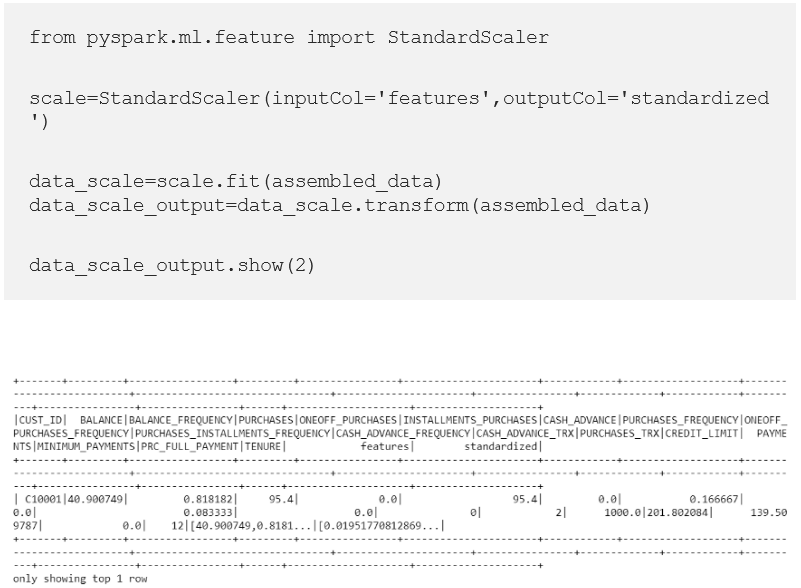 from pyspark.ml.feature import StandardScaler
scale=StandardScaler(inputCol='features',outputCol='standardized
')
data_scale=scale.fit(assembled_data)
data_scale_output=data_scale.transform(assembled_data)
data_scale_output.show(2)
+-------+---------+-----------------+---------+----------------+----------------------+------------+-------------------+-------
---------------------+--------------------------------+----------------------+----------------+-------------+------------+-------
---+----------------+----------------+------+--------------------+--------------------+
|CUST_ID|  BALANCE|BALANCE_FREQUENCY|PURCHASES|ONEOFF_PURCHASES|INSTALLMENTS_PURCHASES|CASH_ADVANCE|PURCHASES_FREQUENCY|ONEOFF_
PURCHASES_FREQUENCY|PURCHASES_INSTALLMENTS_FREQUENCY|CASH_ADVANCE_FREQUENCY|CASH_ADVANCE_TRX|PURCHASES_TRX|CREDIT_LIMIT|  PAYME
NTS|MINIMUM_PAYMENTS|PRC_FULL_PAYMENT|TENURE|            features|        standardized|
+-------+---------+-----------------+---------+----------------+----------------------+------------+-------------------+-------
---------------------+--------------------------------+----------------------+----------------+-------------+------------+-------
---+----------------+----------------+------+--------------------+--------------------+
| C10001|40.900749|         0.818182|     95.4|             0.0|                  95.4|         0.0|           0.166667|
0.0|                        0.083333|                   0.0|               0|            2|      1000.0|201.802084|      139.50
9787|             0.0|    12|[40.900749,0.8181...|[0.01951770812869...|
+-------+---------+-----------------+---------+----------------+----------------------+------------+-------------------+-------
---------------------+--------------------------------+----------------------+----------------+-------------+------------+-------
---+----------------+----------------+------+--------------------+--------------------+
only showing top 1 row